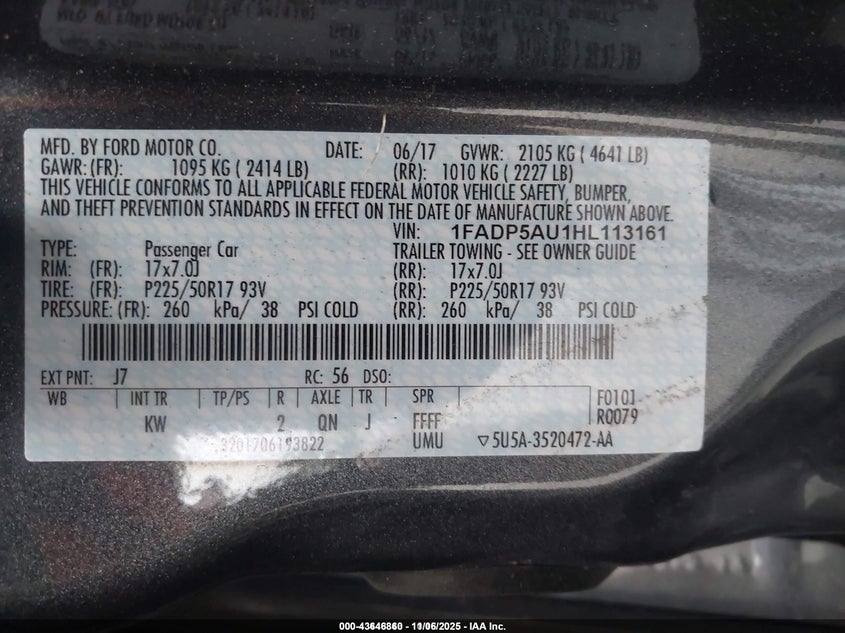 MFD. BY FORD MOTOR CO. DATE: 06/17 GVWR: 2105 KG ( 4641 LB)
GAWR: (FR): 1095 KG ( 2414 LB) (RR): 1010 KG ( 2227 LB)
THIS VEHICLE CONFORMS TO ALL APPLICABLE FEDERAL MOTOR VEHICLE SAFETY, BUMPER,
AND THEFT PREVENTION STANDARDS IN EFFECT ON THE DATE OF MANUFACTURE SHOWN ABOVE.
VIN: 1FADP5AU1HL113161
TYPE: Passenger Car TRAILER TOWING - SEE OWNER GUIDE
RIM: (FR): 17x7.0J (RR): 17x7.0J
TIRE: (FR): P225/50R17 93V (RR): P225/50R17 93V
PRESSURE: (FR): 260 kPa/ 38 PSI COLD (RR): 260 kPa/ 38 PSI COLD
EXT PNT: J7 RC: 56 DSO:
WB INT TR TP/PS R AXLE TR SPR F0101
KW 2 QN J FFFF R0079
3201706193822 UMU ▽5U5A-3520472-AA
000-43646860 - 11/06/2025 - IAA Inc.